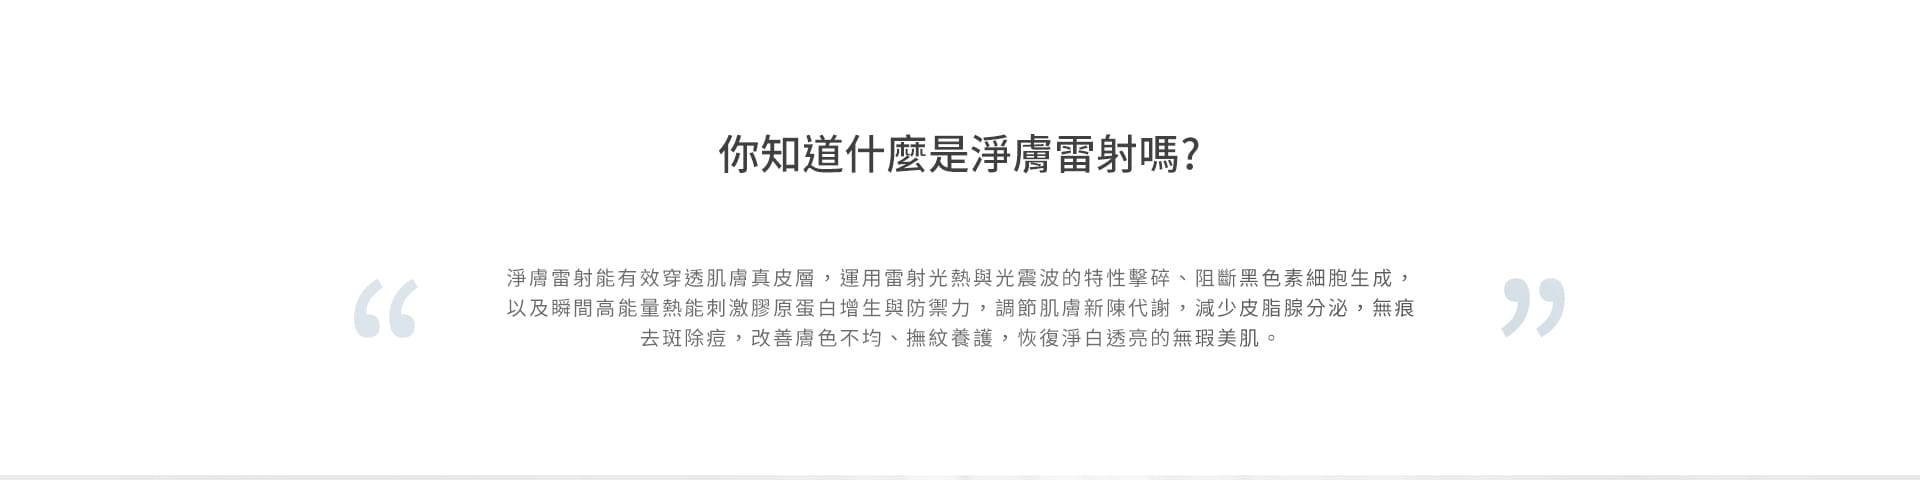 你知道什麼是淨膚雷射嗎?
“
淨膚雷射能有效穿透肌膚真皮層，運用雷射光熱與光震波的特性擊碎、阻斷黑色素細胞生成，
以及瞬間高能量熱能刺激膠原蛋白增生與防禦力，調節肌膚新陳代謝，減少皮脂腺分泌，無痕
去斑除痘，改善膚色不均、撫紋養護，恢復淨白透亮的無瑕美肌。
”